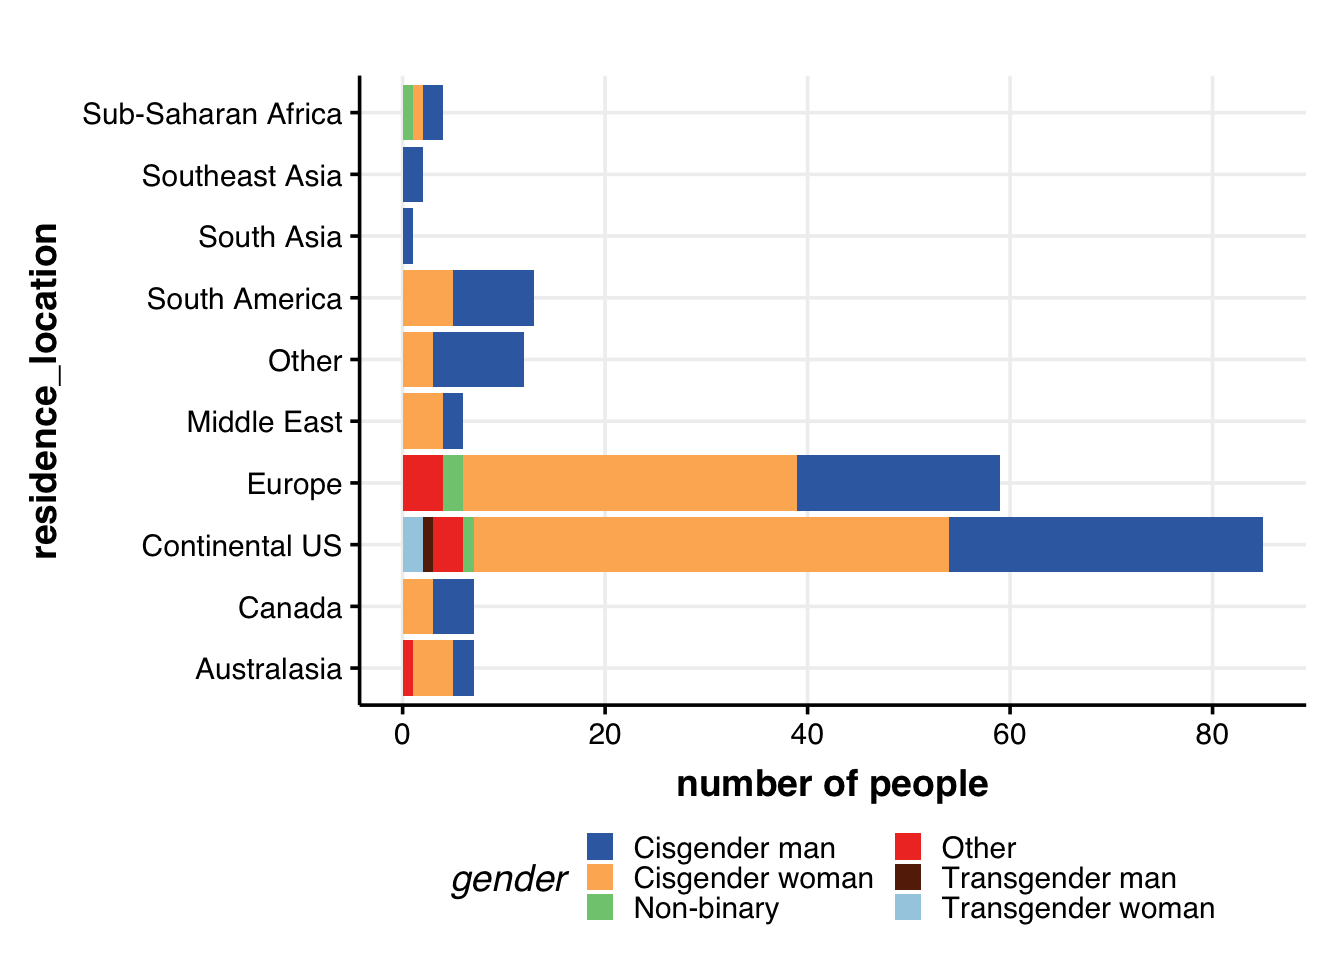 residence_location
Sub-Saharan Africa
Southeast Asia
South Asia
South America
Other
Middle East
Europe
Continental US
Canada
Australasia
0 20 40 60 80
number of people
gender
Cisgender man
Cisgender woman
Non-binary
Other
Transgender man
Transgender woman